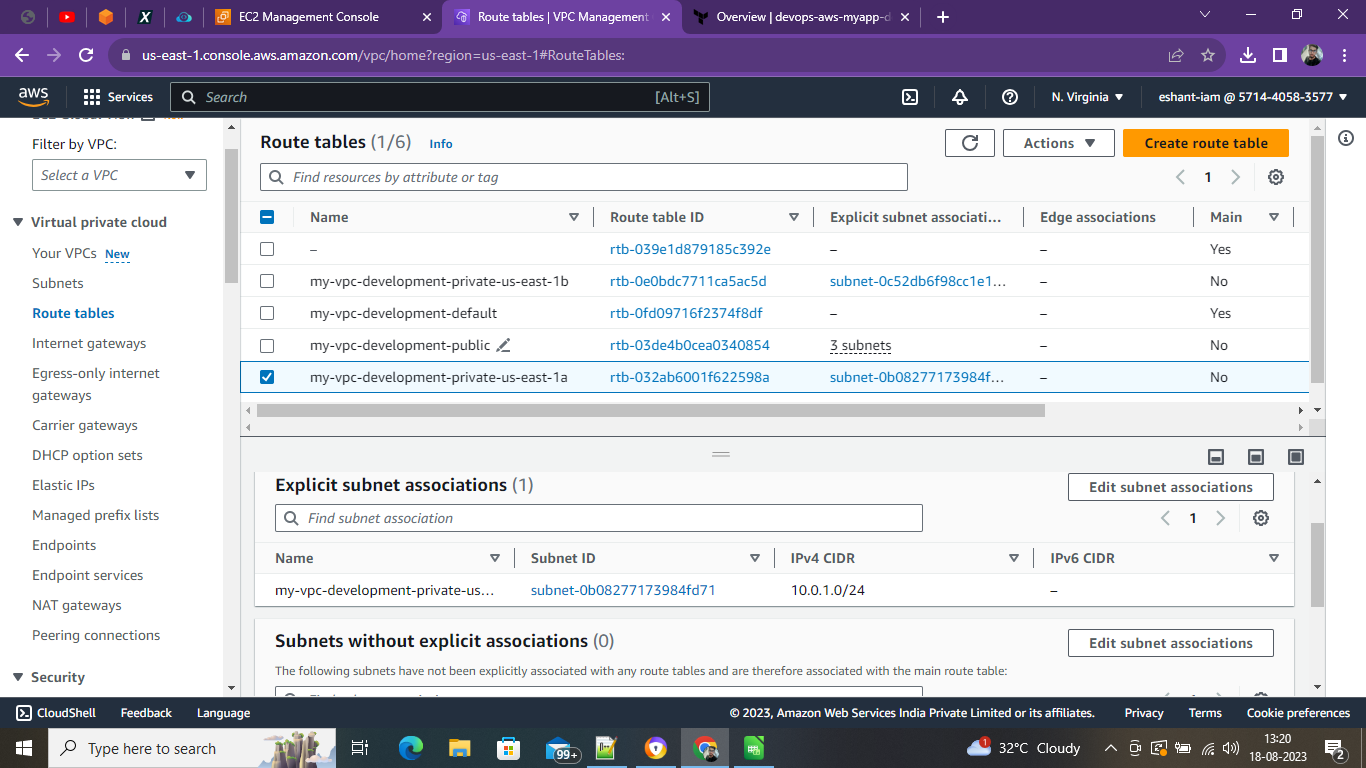 EC2 Management Console
Route tables | VPC Management
Overview | devops-aws-myapp-d
us-east-1.console.aws.amazon.com/vpc/home?region=us-east-1#RouteTables:
aws
Services
Search
[Alt+S]
N. Virginia
eshant-iam @ 5714-4058-3577
Filter by VPC:
Select a VPC
Virtual private cloud
Your VPCs New
Subnets
Route tables
Internet gateways
Egress-only internet
gateways
Carrier gateways
DHCP option sets
Elastic IPs
Managed prefix lists
Endpoints
Endpoint services
NAT gateways
Peering connections
Security
Route tables (1/6) Info
Actions
Create route table
Find resources by attribute or tag
1
Name Route table ID Explicit subnet associati... Edge associations Main
– rtb-039e1d879185c392e – – Yes
my-vpc-development-private-us-east-1b rtb-0e0bdc7711ca5ac5d subnet-0c52db6f98cc1e1... – No
my-vpc-development-default rtb-0fd09716f2374f8df – – Yes
my-vpc-development-public rtb-03de4b0cea0340854 3 subnets – No
my-vpc-development-private-us-east-1a rtb-032ab6001f622598a subnet-0b08277173984f... – No
Explicit subnet associations (1)
Edit subnet associations
Find subnet association
1
Name Subnet ID IPv4 CIDR IPv6 CIDR
my-vpc-development-private-us... subnet-0b08277173984fd71 10.0.1.0/24 –
Subnets without explicit associations (0)
Edit subnet associations
The following subnets have not been explicitly associated with any route tables and are therefore associated with the main route table:
CloudShell Feedback Language
© 2023, Amazon Web Services India Private Limited or its affiliates. Privacy Terms Cookie preferences
Type here to search
99+
1
32°C Cloudy
13:20
18-08-2023
2